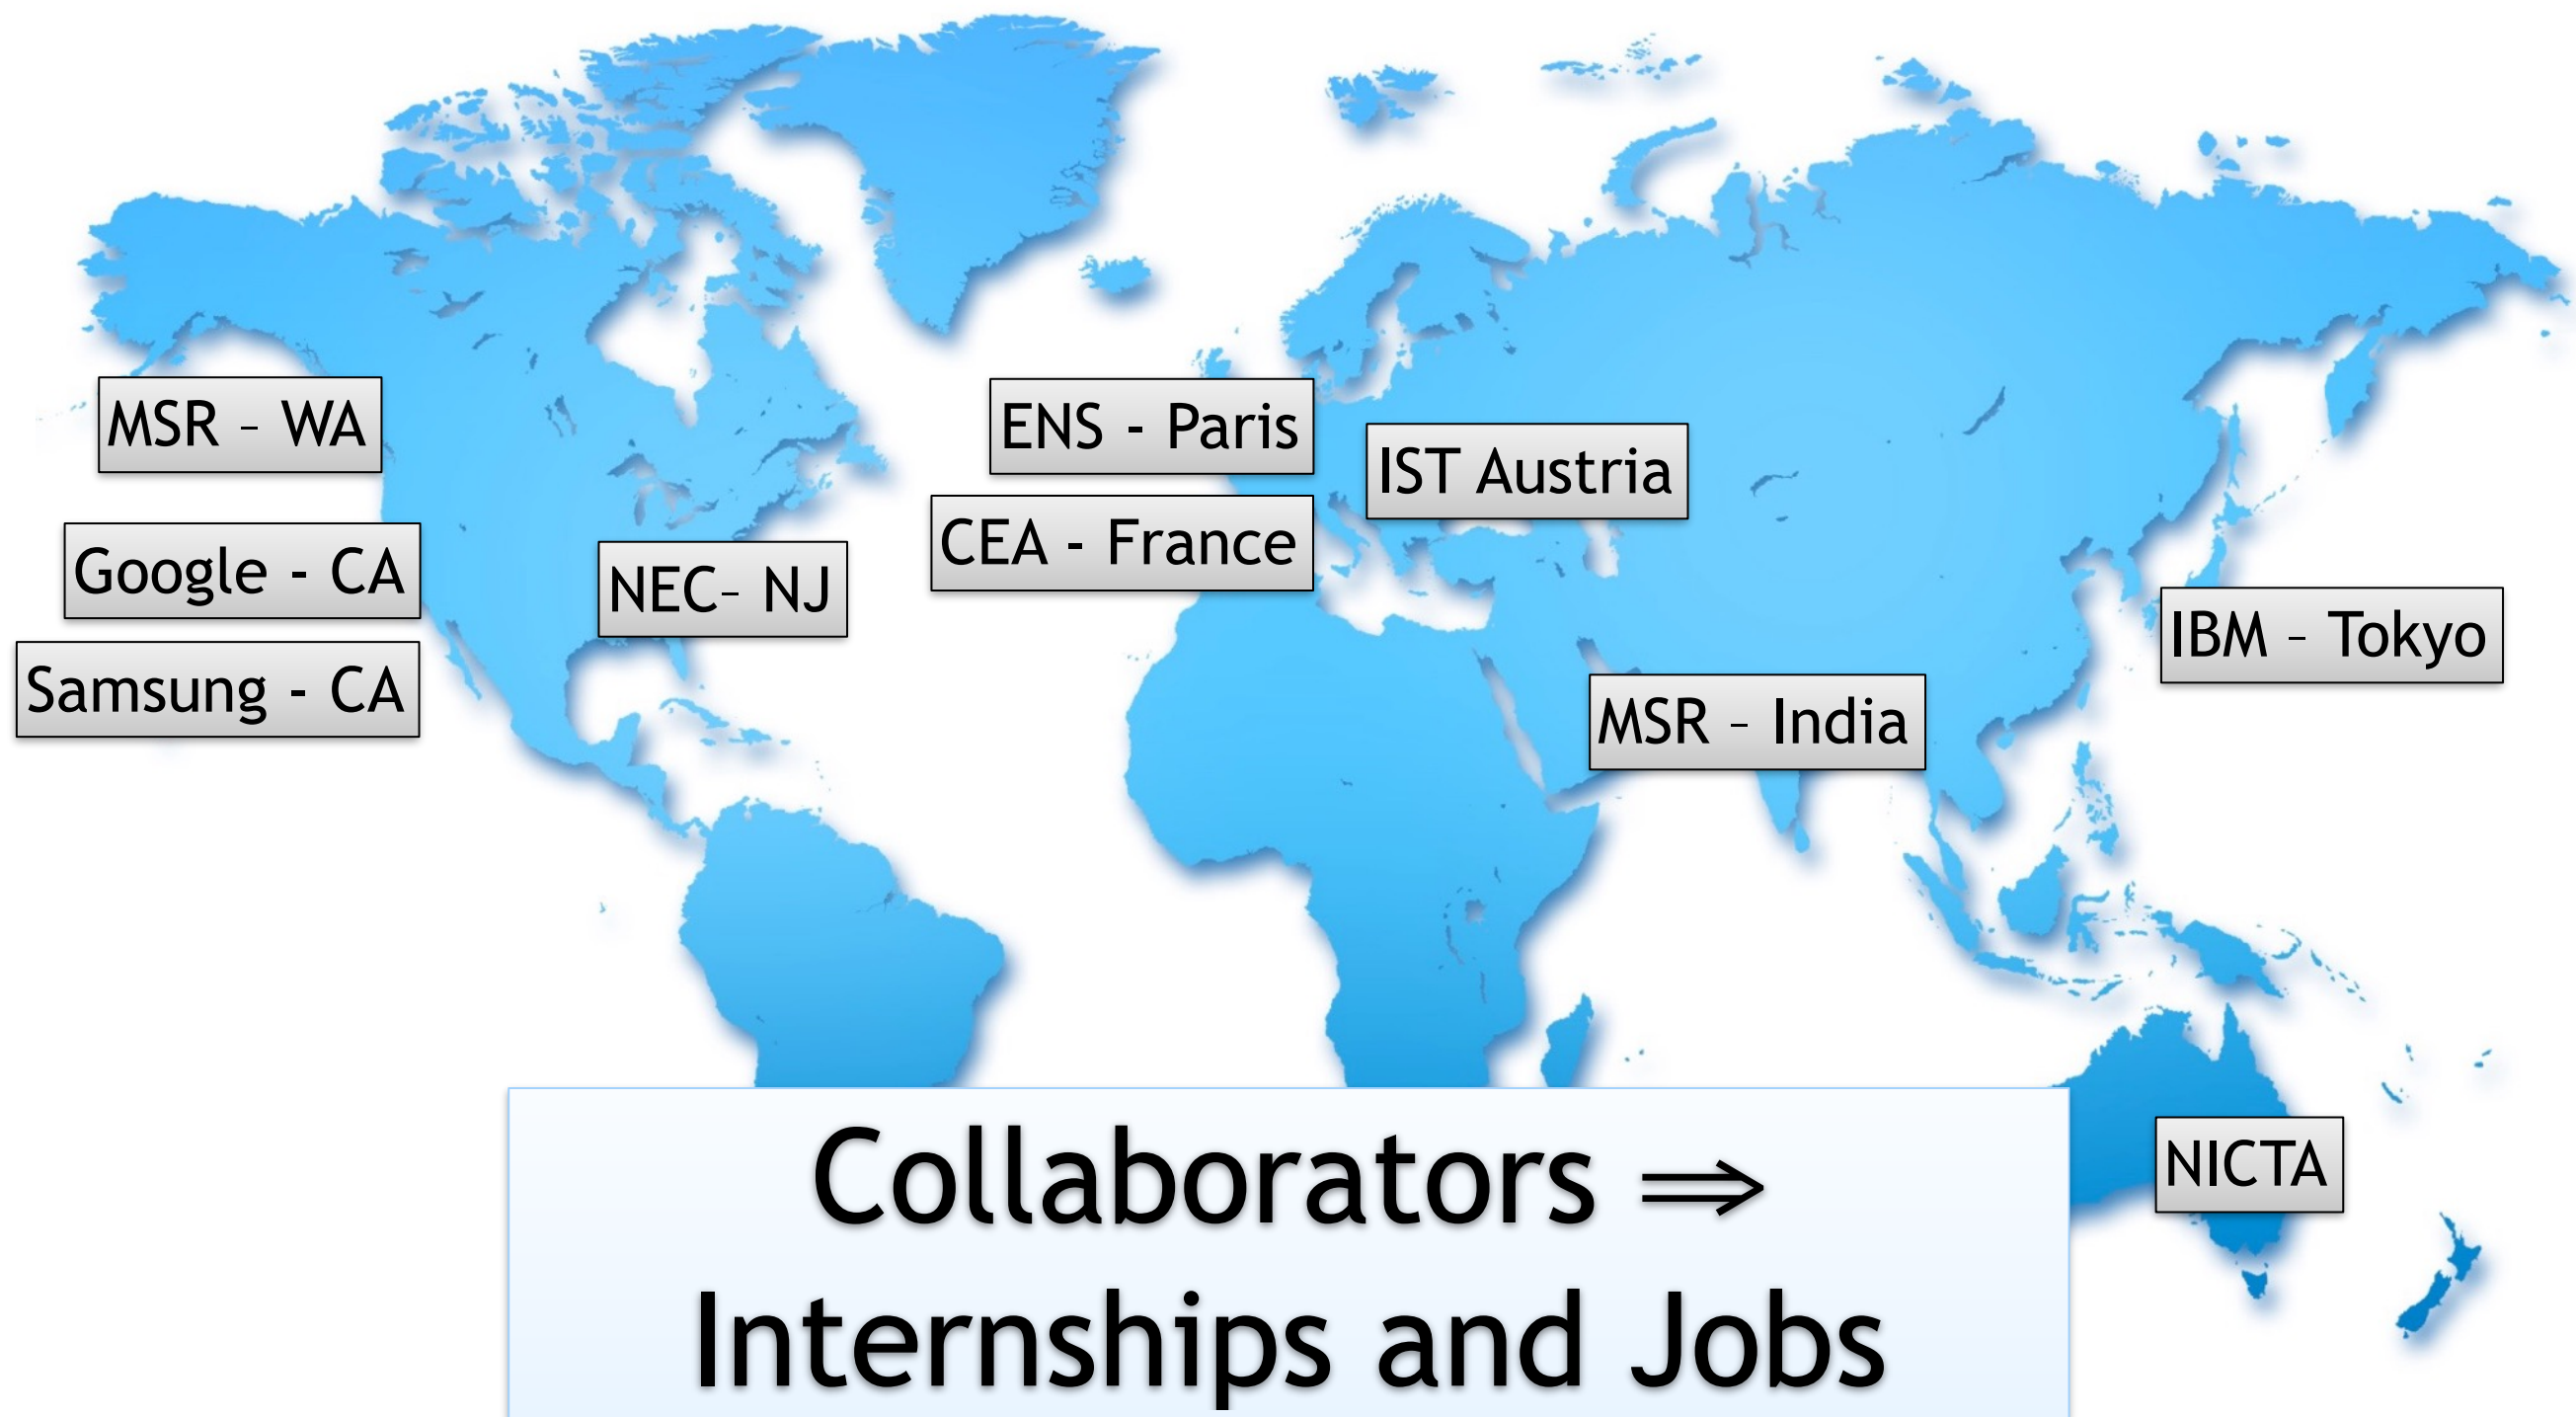 MSR – WA
ENS - Paris
IST Austria
CEA - France
Google - CA
NEC– NJ
IBM – Tokyo
Samsung - CA
MSR – India
NICTA
Collaborators ⇒
Internships and Jobs